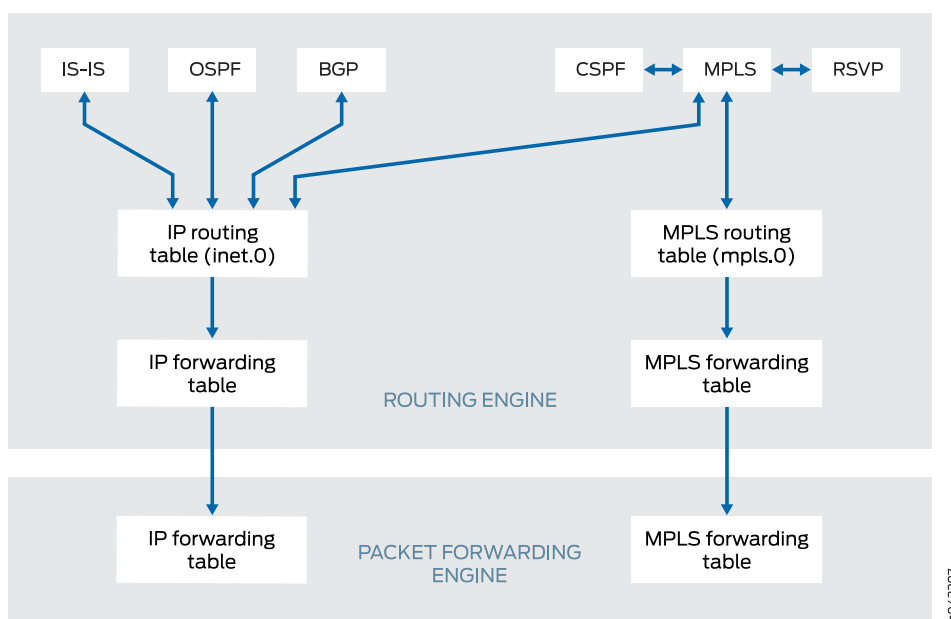 IS-IS
OSPF
BGP
CSPF
MPLS
RSVP
IP routing
table (inet.0)
MPLS routing
table (mpls.0)
IP forwarding
table
MPLS forwarding
table
ROUTING ENGINE
IP forwarding
table
PACKET FORWARDING
ENGINE
MPLS forwarding
table